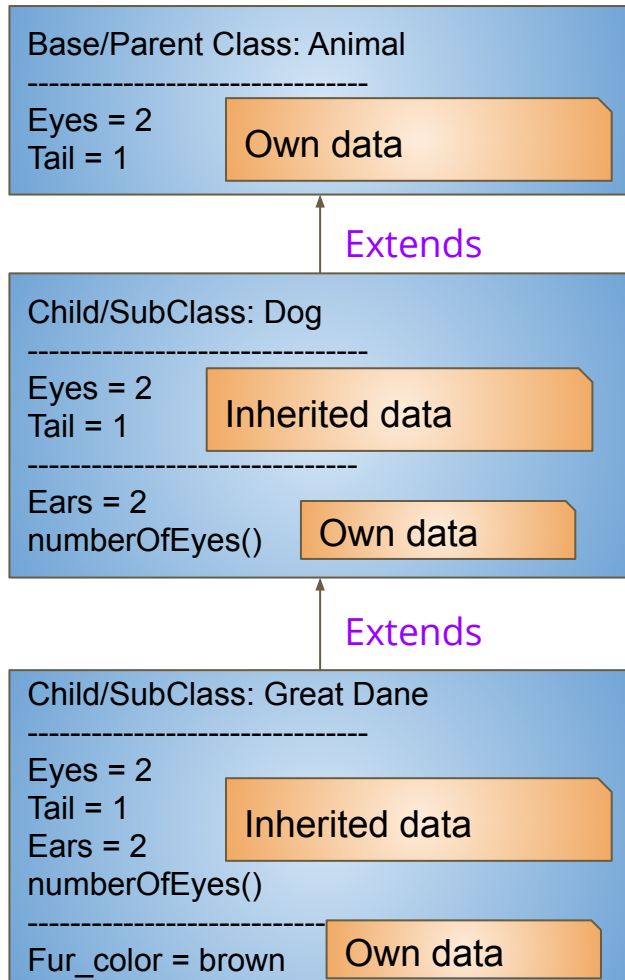 Base/Parent Class: Animal
--------------------------------
Eyes = 2
Tail = 1
Own data
Extends
Child/SubClass: Dog
--------------------------------
Eyes = 2
Tail = 1
Inherited data
-------------------------------
Ears = 2
numberOfEyes()
Own data
Extends
Child/SubClass: Great Dane
--------------------------------
Eyes = 2
Tail = 1
Ears = 2
numberOfEyes()
Inherited data
----------------------------
Fur_color = brown
Own data